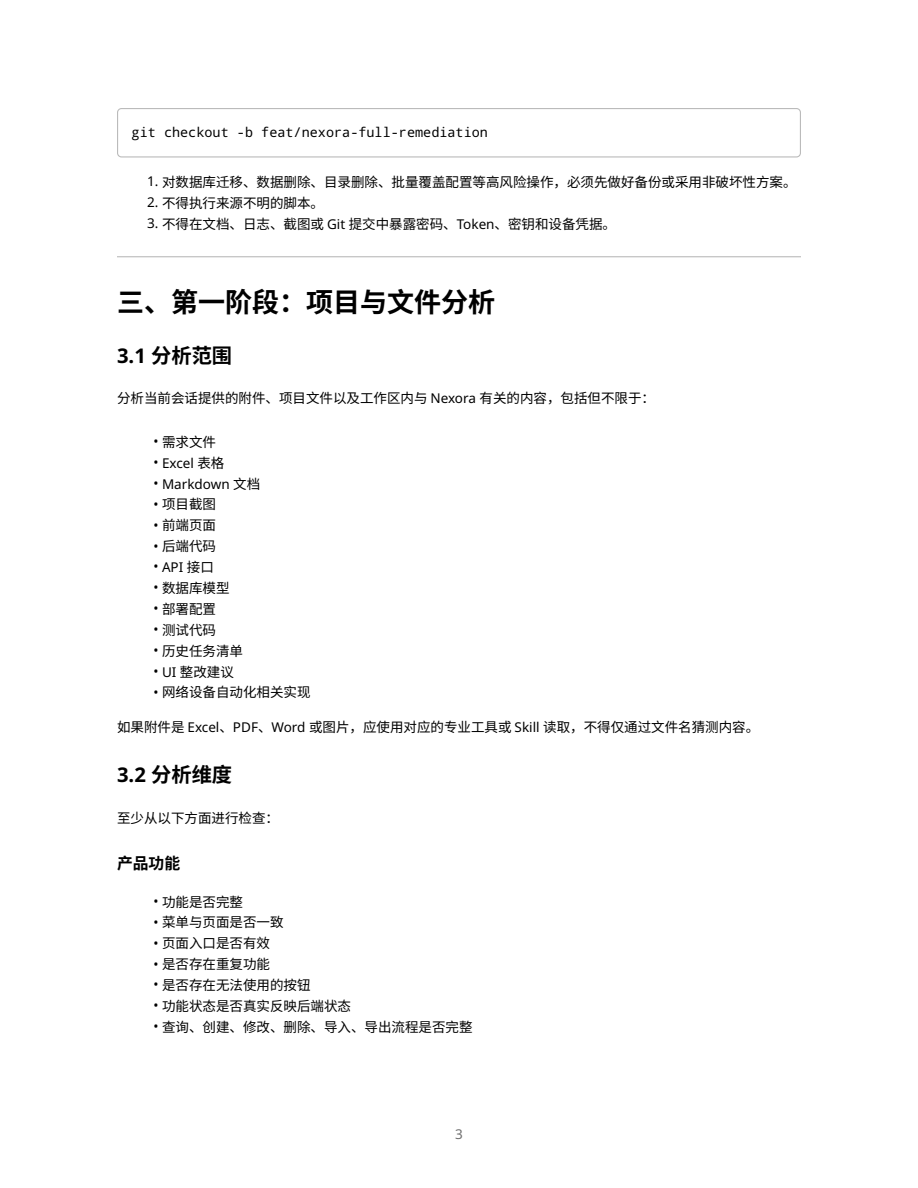 git checkout -b feat/nexora-full-remediation
1. 对数据库迁移、数据删除、目录删除、批量覆盖配置等高风险操作，必须先做好备份或采用非破坏性方案。
2. 不得执行来源不明的脚本。
3. 不得在文档、日志、截图或 Git 提交中暴露密码、Token、密钥和设备凭据。
三、第一阶段：项目与文件分析
3.1 分析范围
分析当前会话提供的附件、项目文件以及工作区内与 Nexora 有关的内容，包括但不限于：
• 需求文件
• Excel 表格
• Markdown 文档
• 项目截图
• 前端页面
• 后端代码
• API 接口
• 数据库模型
• 部署配置
• 测试代码
• 历史任务清单
• UI 整改建议
• 网络设备自动化相关实现
如果附件是 Excel、PDF、Word 或图片，应使用对应的专业工具或 Skill 读取，不得仅通过文件名猜测内容。
3.2 分析维度
至少从以下方面进行检查：
产品功能
• 功能是否完整
• 菜单与页面是否一致
• 页面入口是否有效
• 是否存在重复功能
• 是否存在无法使用的按钮
• 功能状态是否真实反映后端状态
• 查询、创建、修改、删除、导入、导出流程是否完整
3